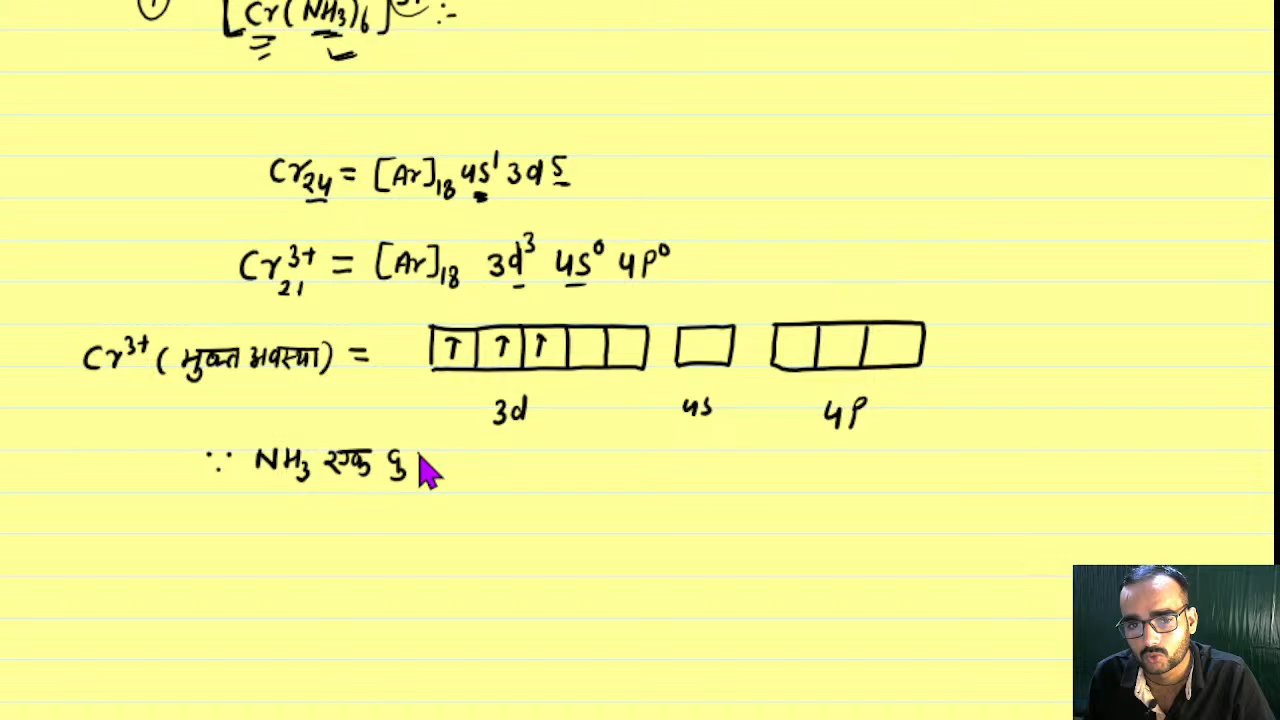 [Cr(NH₃)₆]³⁺ :-
Cr₂₄ = [Ar]₁₈ 4s¹ 3d⁵
Cr³⁺₂₁ = [Ar]₁₈ 3d³ 4s⁰ 4p⁰
Cr³⁺ (मुक्त अवस्था) = ↑ ↑ ↑
3d 4s 4p
∵ NH₃ एक दु